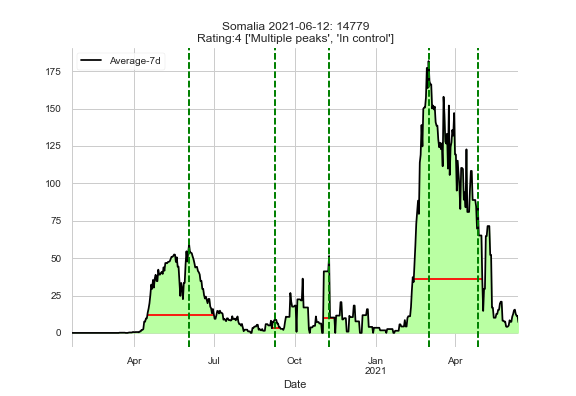 Somalia 2021-06-12: 14779
Rating:4 ['Multiple peaks', 'In control']
Average-7d
175
150
125
100
75
50
25
0
Apr Jul Oct Jan Apr
2021
Date